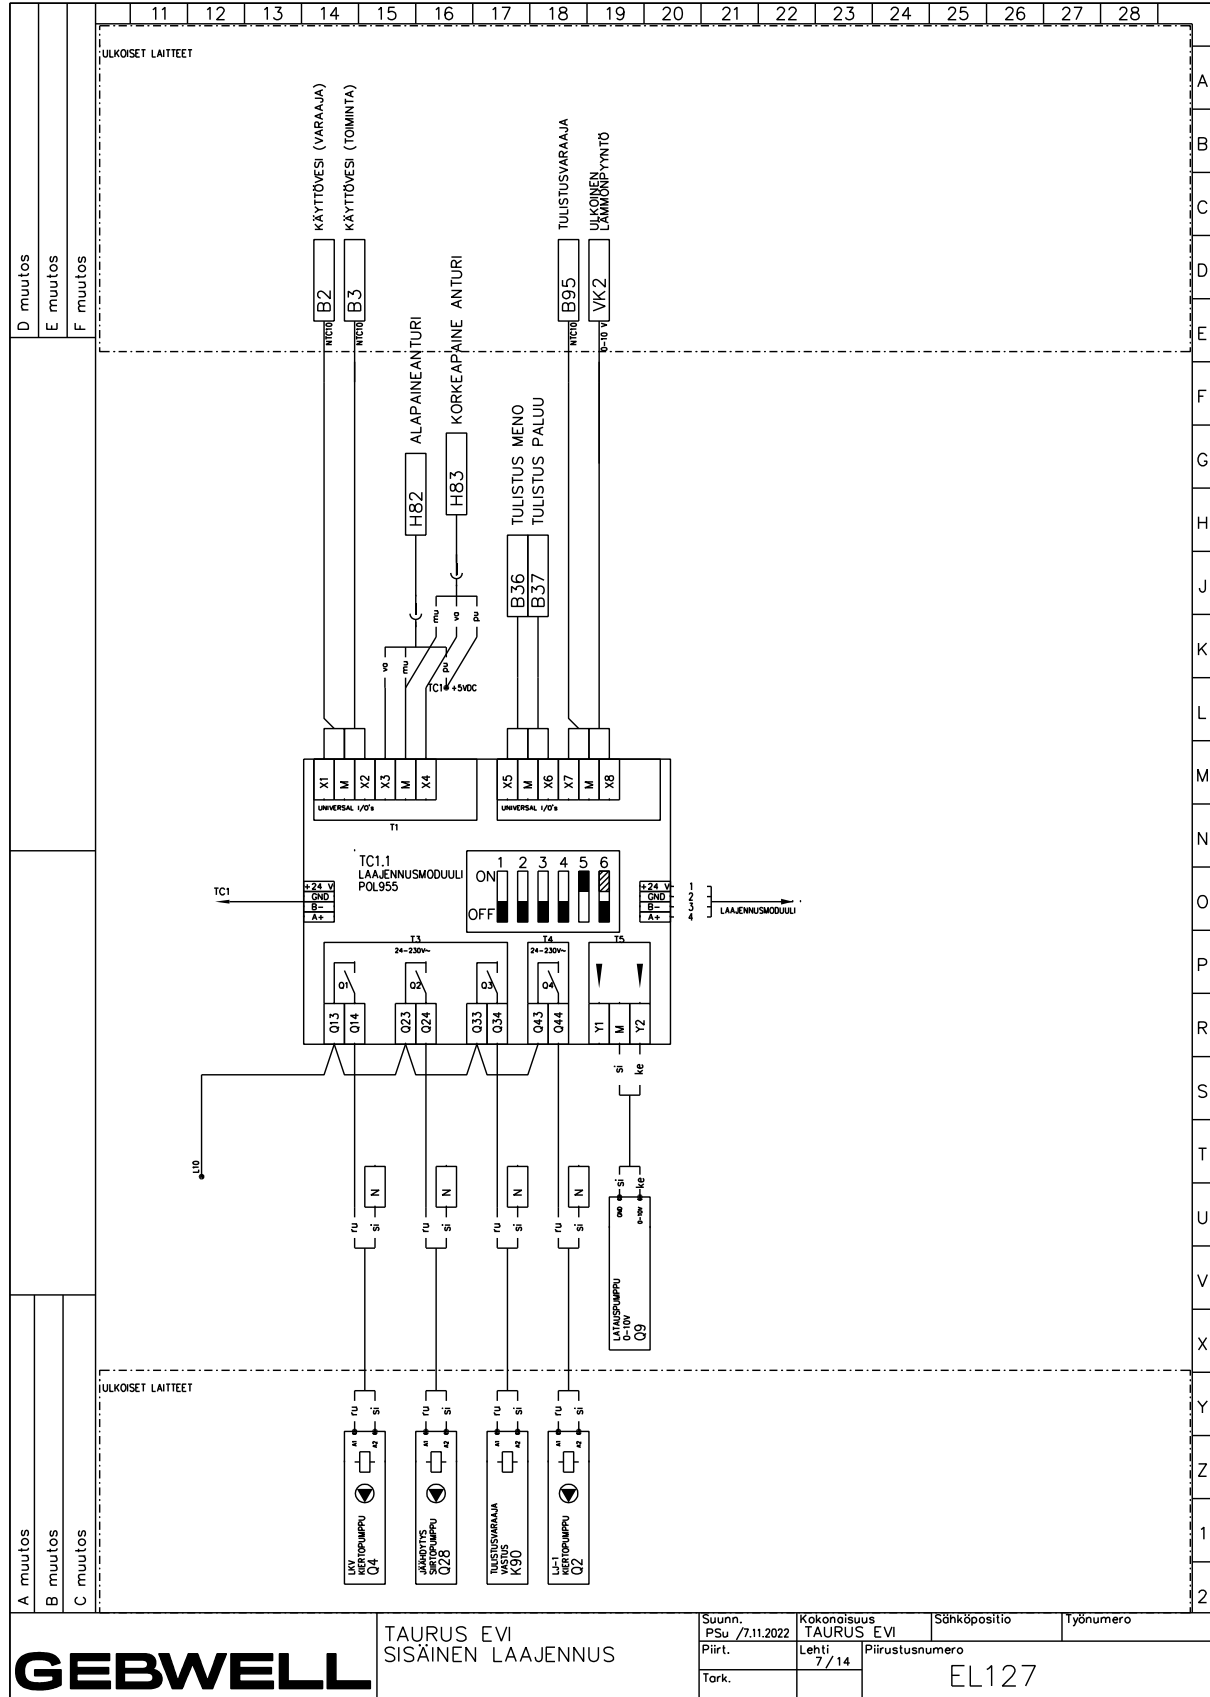 11 12 13 14 15 16 17 18 19 20 21 22 23 24 25 26 27 28
ULKOISET LAITTEET
A
B
C
D
E
F
G
H
J
K
L
M
N
O
P
R
S
T
U
V
X
Y
Z
1
2
D muutos
E muutos
F muutos
A muutos
B muutos
C muutos
KÄYTTÖVESI (VARAAJA)
B2
NTC10
KÄYTTÖVESI (TOIMINTA)
B3
NTC10
ALAPAINEANTURI
H82
KORKEAPAINE ANTURI
H83
TULISTUS MENO
B36
TULISTUS PALUU
B37
TULISTUSVARAAJA
B95
NTC10
ULKOINEN
LÄMMÖNPYYNTÖ
VK2
0-10 V
mu va pu
va mu pu
TC1 +5VDC
X1 M X2 X3 M X4
UNIVERSAL I/O's
T1
X5 M X6 X7 M X8
UNIVERSAL I/O's
TC1.1
LAAJENNUSMODUULI
POL955
1 2 3 4 5 6
ON
OFF
TC1
+24 V
GND
B-
A+
+24 V 1
GND 2
B- 3
A+ 4
LAAJENNUSMODUULI
T3
24-230V~
T4
24-230V~
T5
Q1 Q2 Q3 Q4
Q13 Q14 Q23 Q24 Q33 Q34 Q43 Q44 Y1 M Y2
si ke
L10
N N N N
ru si ru si ru si ru si
si ke
GND 0-10V
LATAUSPUMPPU
0-10V
Q9
ULKOISET LAITTEET
ru si ru si ru si ru si
A1 A2 A1 A2 A1 A2 A1 A2
LKV
KIERTOPUMPPU
Q4
JÄÄHDYTYS
SIIRTOPUMPPU
Q28
TULISTUSVARAAJA
VASTUS
K90
LJ-1
KIERTOPUMPPU
Q2
GEBWELL
TAURUS EVI
SISÄINEN LAAJENNUS
Suunn.
PSu /7.11.2022
Kokonaisuus
TAURUS EVI
Sähköpositio
Työnumero
Piirt.
Lehti
7/14
Piirustusnumero
EL127
Tark.